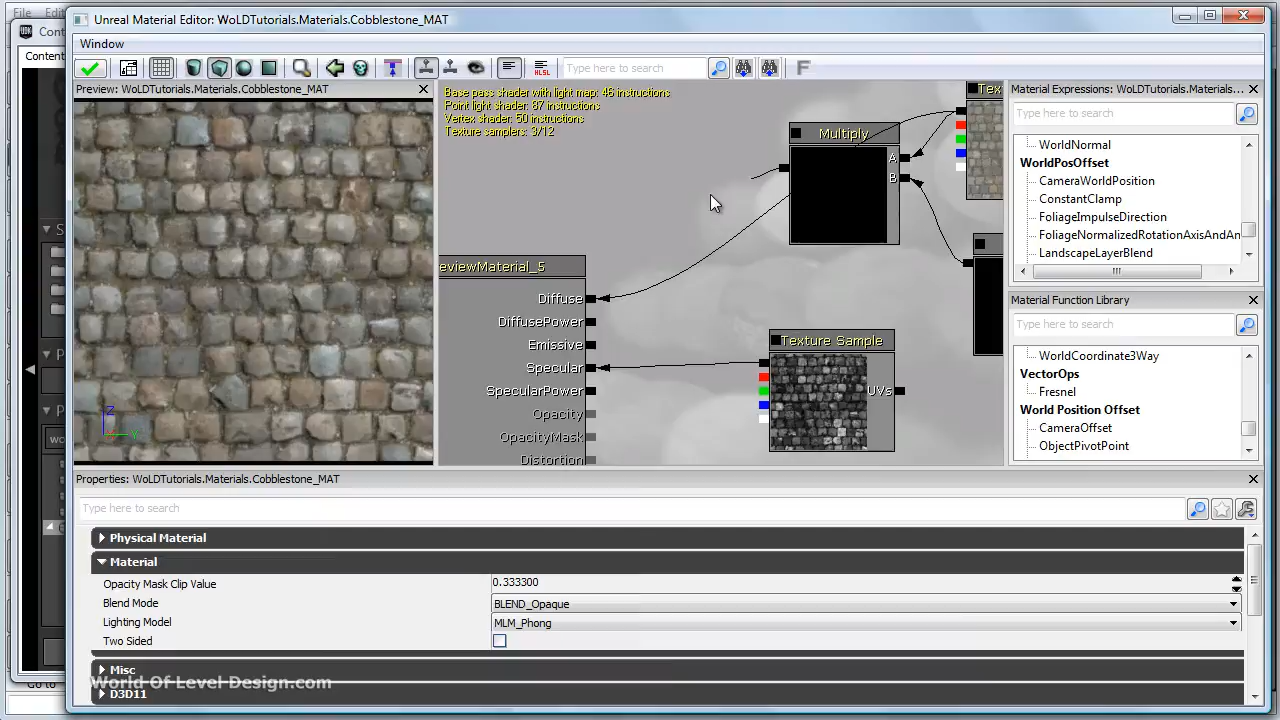 File
Unreal Material Editor: WoLDTutorials.Materials.Cobblestone_MAT
Window
Content
Type here to search
HLSL
F
Preview: WoLDTutorials.Materials.Cobblestone_MAT
Z
Y
Base pass shader with light map: 46 instructions
Point light shader: 87 instructions
Vertex shader: 50 instructions
Texture samplers: 3/12
Multiply
A
B
Tex
eviewMaterial_5
Diffuse
DiffusePower
Emissive
Specular
SpecularPower
Opacity
OpacityMask
Distortion
Texture Sample
UVs
Material Expressions: WoLDTutorials.Materials...
Type here to search
WorldNormal
WorldPosOffset
CameraWorldPosition
ConstantClamp
FoliageImpulseDirection
FoliageNormalizedRotationAxisAndAn
LandscapeLayerBlend
Material Function Library
Type here to search
WorldCoordinate3Way
VectorOps
Fresnel
World Position Offset
CameraOffset
ObjectPivotPoint
Properties: WoLDTutorials.Materials.Cobblestone_MAT
Type here to search
Physical Material
Material
Opacity Mask Clip Value 0.333300
Blend Mode BLEND_Opaque
Lighting Model MLM_Phong
Two Sided
Misc
World-Of-Level-Design.com
D3D11